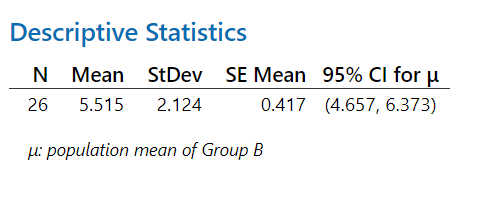 Descriptive Statistics
N Mean StDev SE Mean 95% CI for μ
26 5.515 2.124 0.417 (4.657, 6.373)
μ: population mean of Group B